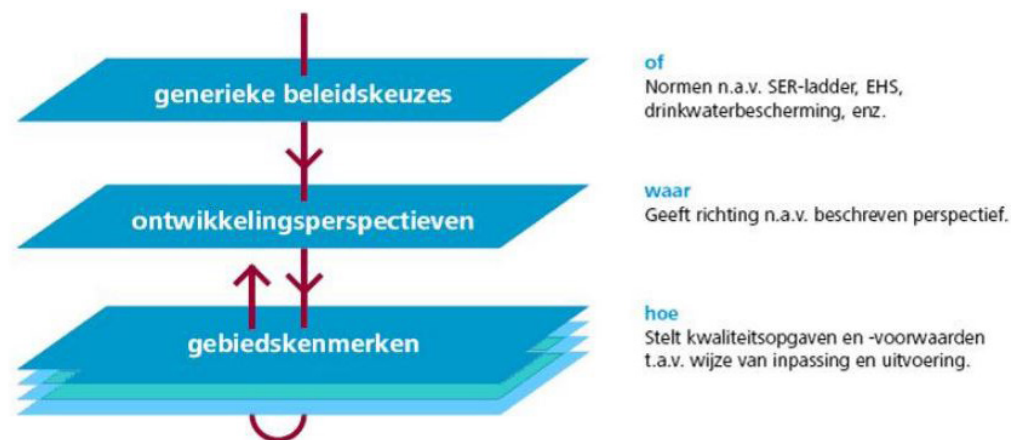 generieke beleidskeuzes
of
Normen n.a.v. SER-ladder, EHS,
drinkwaterbescherming, enz.
ontwikkelingsperspectieven
waar
Geeft richting n.a.v. beschreven perspectief.
gebiedskenmerken
hoe
Stelt kwaliteitsopgaven en -voorwaarden
t.a.v. wijze van inpassing en uitvoering.